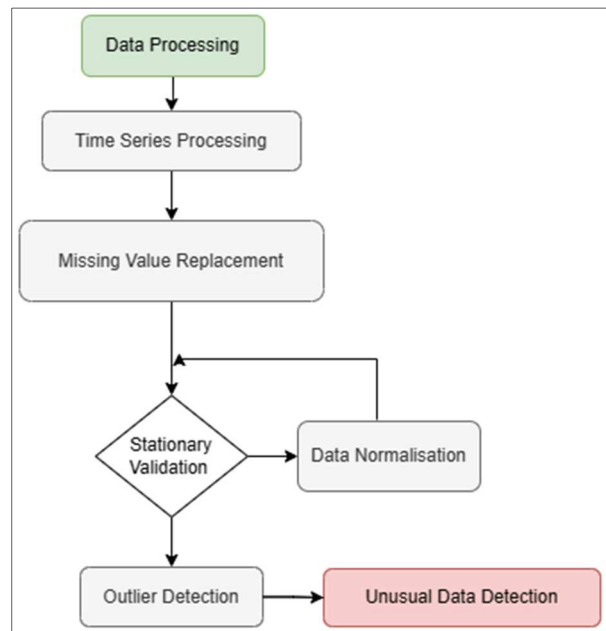 Data Processing
Time Series Processing
Missing Value Replacement
Stationary
Validation
Data Normalisation
Outlier Detection
Unusual Data Detection